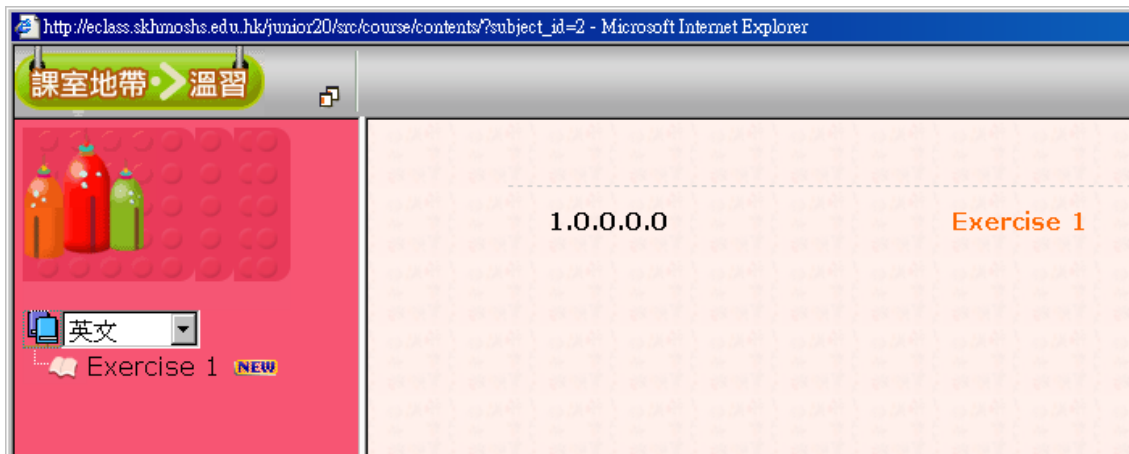 http://eclass.skhmoshs.edu.hk/junior20/src/course/contents/?subject_id=2 - Microsoft Internet Explorer
課室地帶 > 溫習
1.0.0.0.0 Exercise 1
英文
Exercise 1 NEW